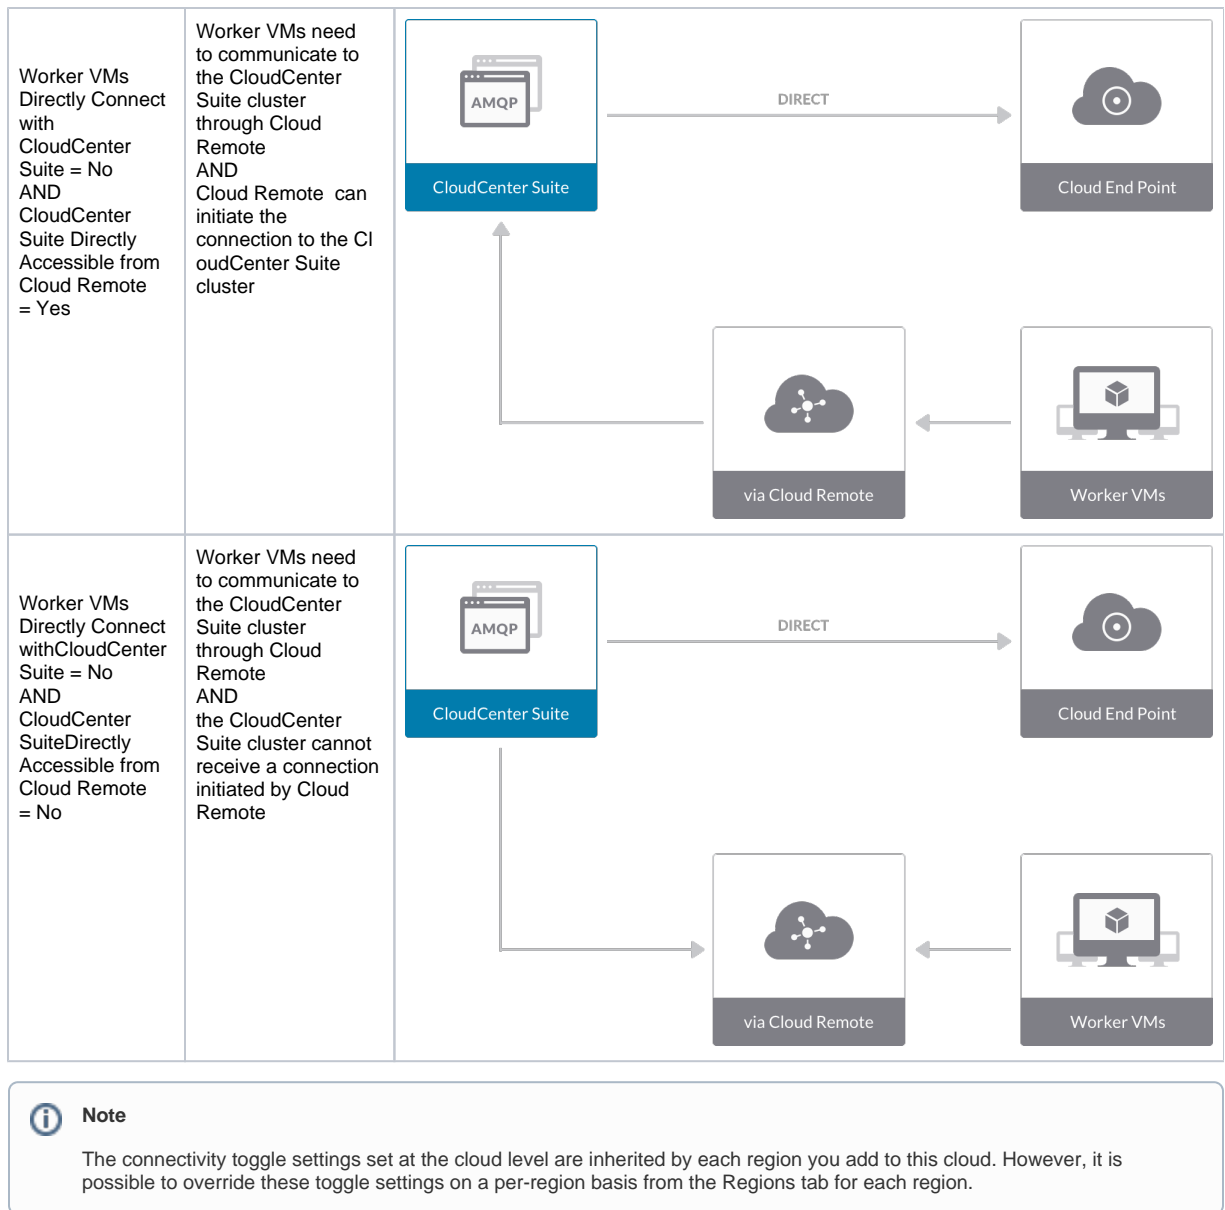 Worker VMs
Directly Connect
with
CloudCenter
Suite = No
AND
CloudCenter
Suite Directly
Accessible from
Cloud Remote
= Yes
Worker VMs need
to communicate to
the CloudCenter
Suite cluster
through Cloud
Remote
AND
Cloud Remote  can
initiate the
connection to the Cl
oudCenter Suite
cluster
AMQP
CloudCenter Suite
DIRECT
Cloud End Point
via Cloud Remote
Worker VMs
Worker VMs
Directly Connect
withCloudCenter
Suite = No
AND
CloudCenter
SuiteDirectly
Accessible from
Cloud Remote
= No
Worker VMs need
to communicate to
the CloudCenter
Suite cluster
through Cloud
Remote
AND
the CloudCenter
Suite cluster cannot
receive a connection
initiated by Cloud
Remote
AMQP
CloudCenter Suite
DIRECT
Cloud End Point
via Cloud Remote
Worker VMs
Note
The connectivity toggle settings set at the cloud level are inherited by each region you add to this cloud. However, it is
possible to override these toggle settings on a per-region basis from the Regions tab for each region.